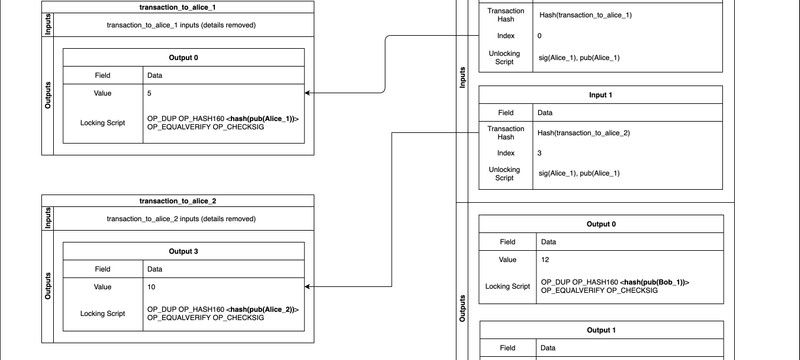 transaction_to_alice_1
Inputs
transaction_to_alice_1 inputs (details removed)
Outputs
Output 0
Field Data
Value 5
Locking Script
OP_DUP OP_HASH160 <hash(pub(Alice_1))>
OP_EQUALVERIFY OP_CHECKSIG
transaction_to_alice_2
Inputs
transaction_to_alice_2 inputs (details removed)
Outputs
Output 3
Field Data
Value 10
Locking Script
OP_DUP OP_HASH160 <hash(pub(Alice_2))>
OP_EQUALVERIFY OP_CHECKSIG
Inputs
Transaction
Hash
Hash(transaction_to_alice_1)
Index 0
Unlocking
Script
sig(Alice_1), pub(Alice_1)
Input 1
Field Data
Transaction
Hash
Hash(transaction_to_alice_2)
Index 3
Unlocking
Script
sig(Alice_1), pub(Alice_1)
Outputs
Output 0
Field Data
Value 12
Locking Script
OP_DUP OP_HASH160 <hash(pub(Bob_1))>
OP_EQUALVERIFY OP_CHECKSIG
Output 1
Field Data